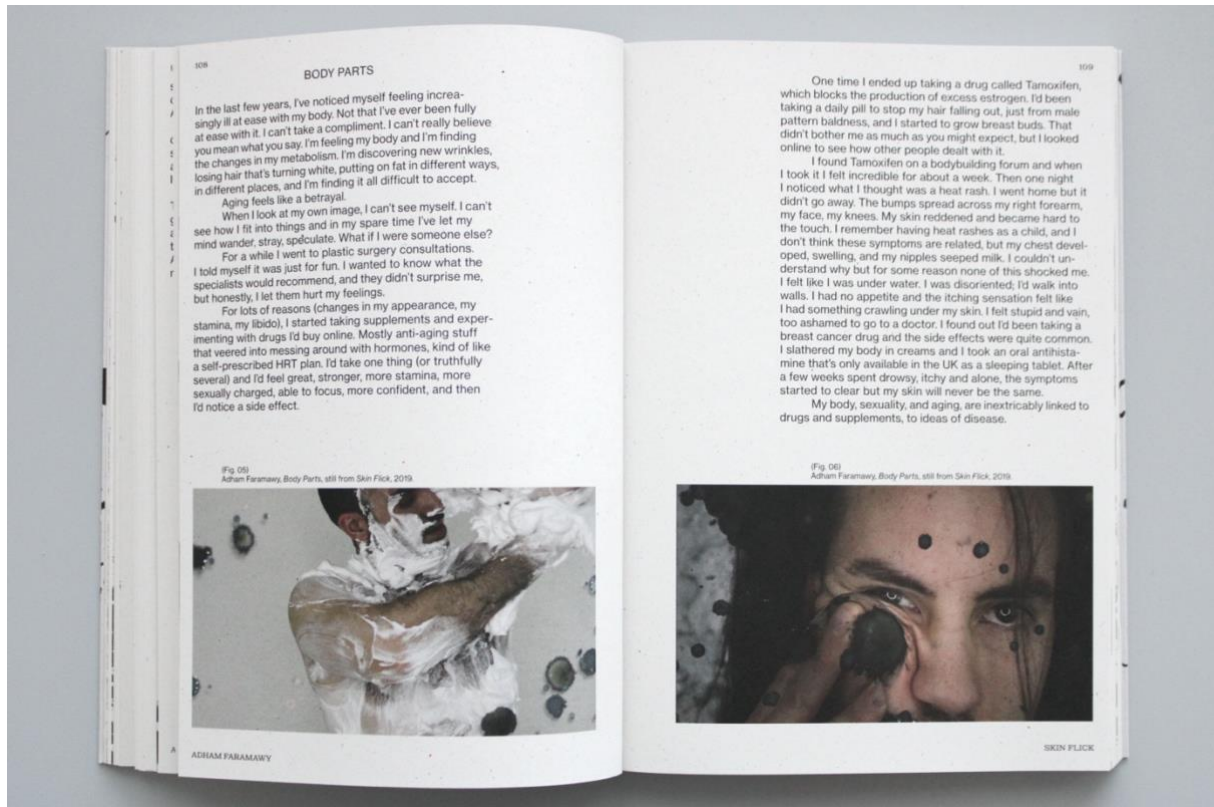 108
BODY PARTS
In the last few years, I've noticed myself feeling increa-
singly ill at ease with my body. Not that I've ever been fully
at ease with it. I can't take a compliment. I can't really believe
you mean what you say. I'm feeling my body and I'm finding
the changes in my metabolism. I'm discovering new wrinkles,
losing hair that's turning white, putting on fat in different ways,
in different places, and I'm finding it all difficult to accept.
Aging feels like a betrayal.
When I look at my own image, I can't see myself. I can't
see how I fit into things and in my spare time I've let my
mind wander, stray, speculate. What if I were someone else?
For a while I went to plastic surgery consultations.
I told myself it was just for fun. I wanted to know what the
specialists would recommend, and they didn't surprise me,
but honestly, I let them hurt my feelings.
For lots of reasons (changes in my appearance, my
stamina, my libido), I started taking supplements and exper-
imenting with drugs I'd buy online. Mostly anti-aging stuff
that veered into messing around with hormones, kind of like
a self-prescribed HRT plan. I'd take one thing (or truthfully
several) and I'd feel great, stronger, more stamina, more
sexually charged, able to focus, more confident, and then
I'd notice a side effect.
(Fig. 05)
Adham Faramawy, Body Parts, still from Skin Flick, 2019.
ADHAM FARAMAWY
109
One time I ended up taking a drug called Tamoxifen,
which blocks the production of excess estrogen. I'd been
taking a daily pill to stop my hair falling out, just from male
pattern baldness, and I started to grow breast buds. That
didn't bother me as much as you might expect, but I looked
online to see how other people dealt with it.
I found Tamoxifen on a bodybuilding forum and when
I took it I felt incredible for about a week. Then one night
I noticed what I thought was a heat rash. I went home but it
didn't go away. The bumps spread across my right forearm,
my face, my knees. My skin reddened and became hard to
the touch. I remember having heat rashes as a child, and I
don't think these symptoms are related, but my chest devel-
oped, swelling, and my nipples seeped milk. I couldn't un-
derstand why but for some reason none of this shocked me.
I felt like I was under water. I was disoriented; I'd walk into
walls. I had no appetite and the itching sensation felt like
I had something crawling under my skin. I felt stupid and vain,
too ashamed to go to a doctor. I found out I'd been taking a
breast cancer drug and the side effects were quite common.
I slathered my body in creams and I took an oral antihista-
mine that's only available in the UK as a sleeping tablet. After
a few weeks spent drowsy, itchy and alone, the symptoms
started to clear but my skin will never be the same.
My body, sexuality, and aging, are inextricably linked to
drugs and supplements, to ideas of disease.
(Fig. 06)
Adham Faramawy, Body Parts, still from Skin Flick, 2019.
SKIN FLICK